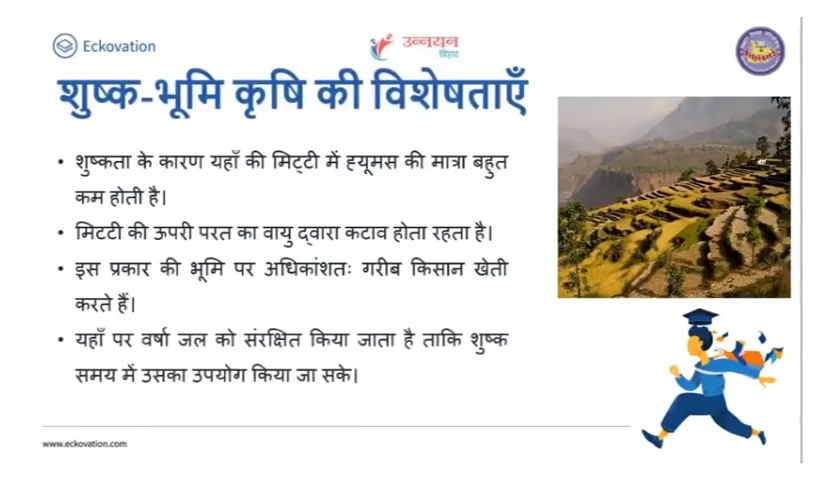 Eckovation
उन्नयन
बिहार
शुष्क-भूमि कृषि की विशेषताएँ
• शुष्कता के कारण यहाँ की मिट्टी में ह्यूमस की मात्रा बहुत
कम होती है।
• मिटटी की ऊपरी परत का वायु द्वारा कटाव होता रहता है।
• इस प्रकार की भूमि पर अधिकांशतः गरीब किसान खेती
करते हैं।
• यहाँ पर वर्षा जल को संरक्षित किया जाता है ताकि शुष्क
समय में उसका उपयोग किया जा सके।
www.eckovation.com